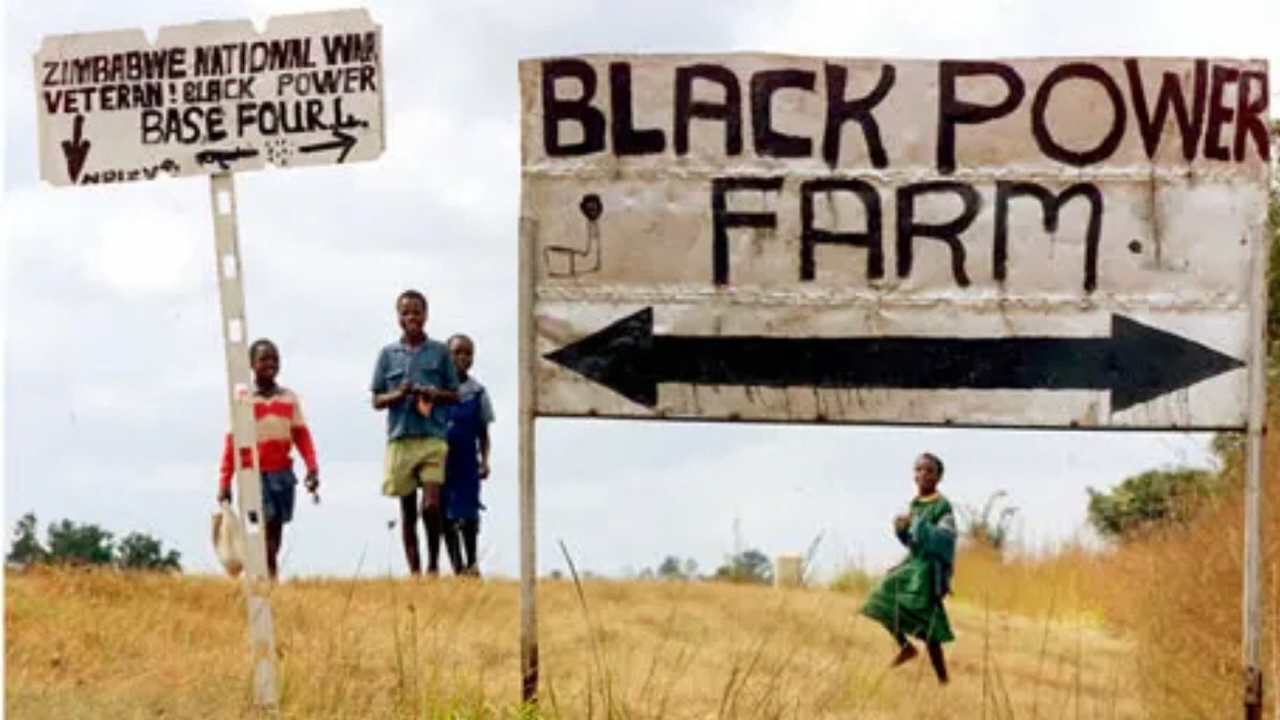 ZIMBABWE NATIONAL WAR
VETERAN! BLACK POWER
BASE FOUR
BLACK POWER
FARM.